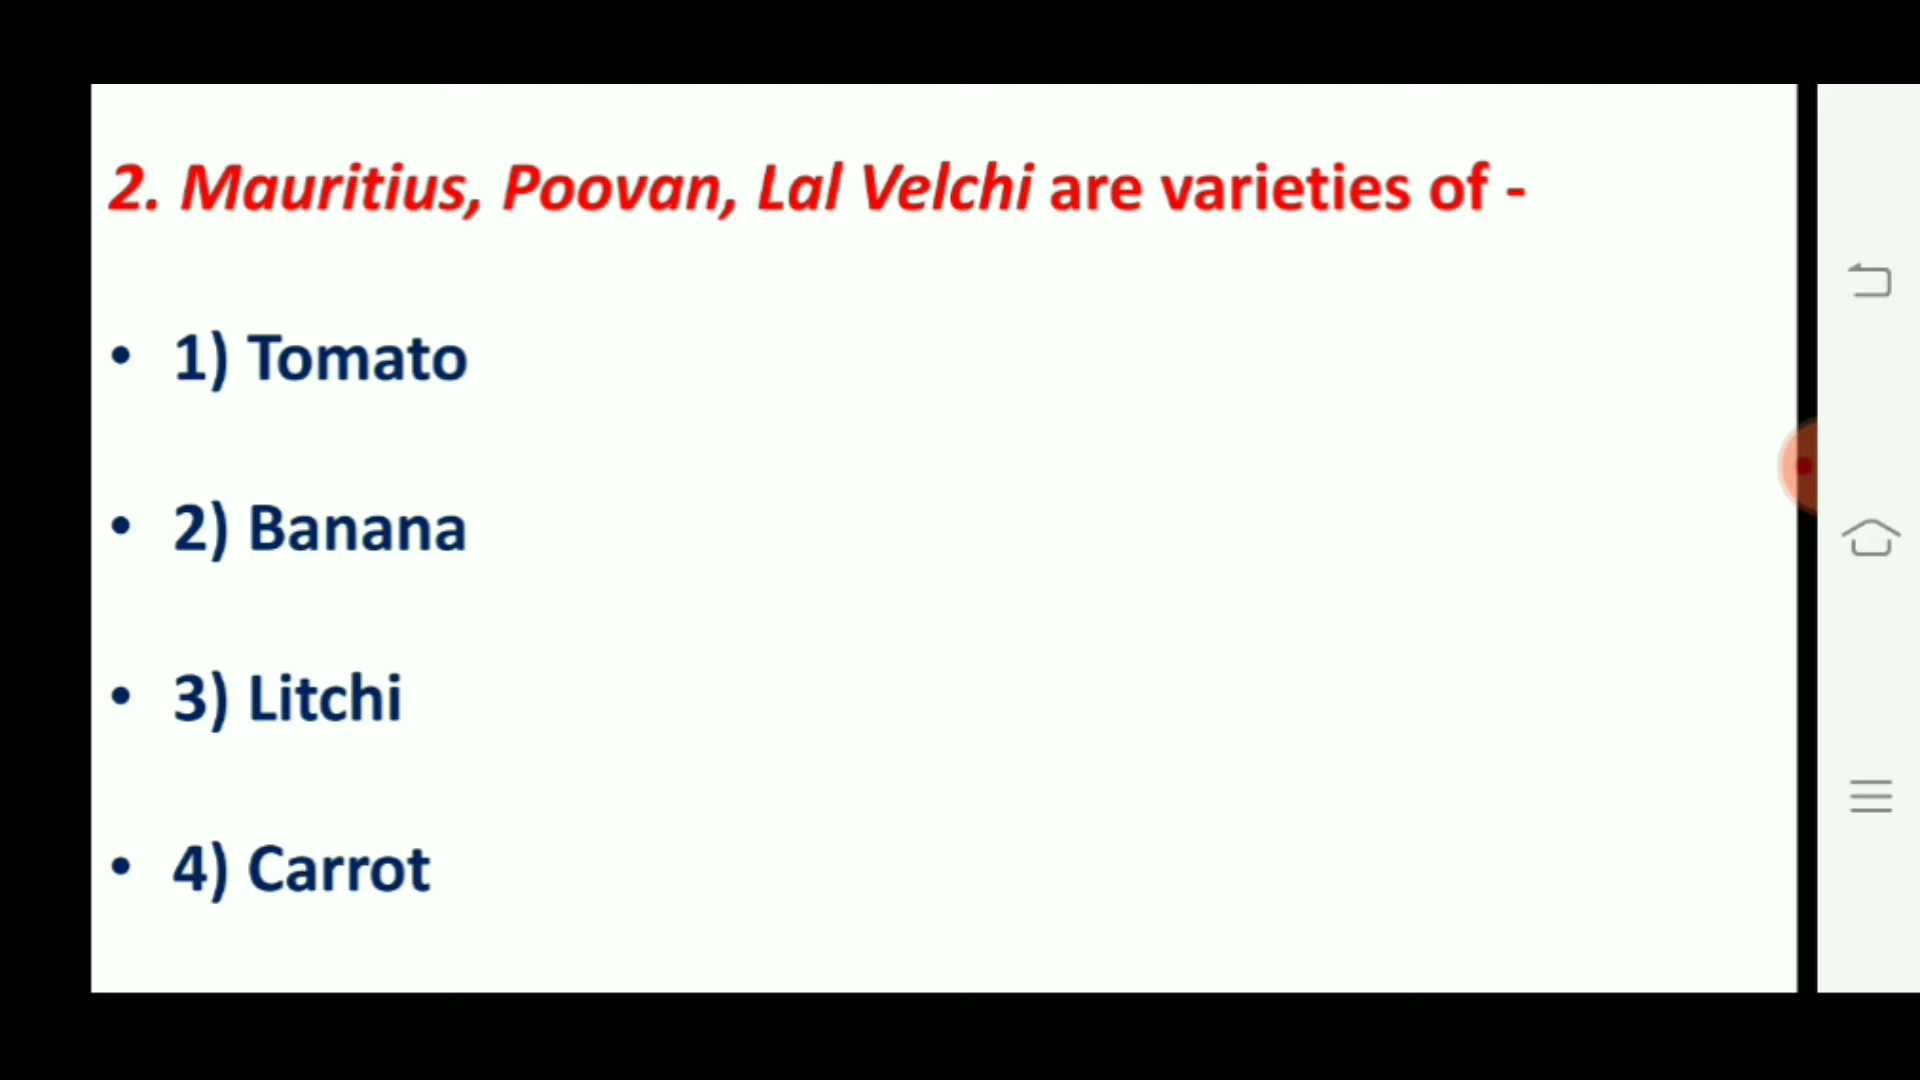 2. Mauritius, Poovan, Lal Velchi are varieties of -
• 1) Tomato
• 2) Banana
• 3) Litchi
• 4) Carrot